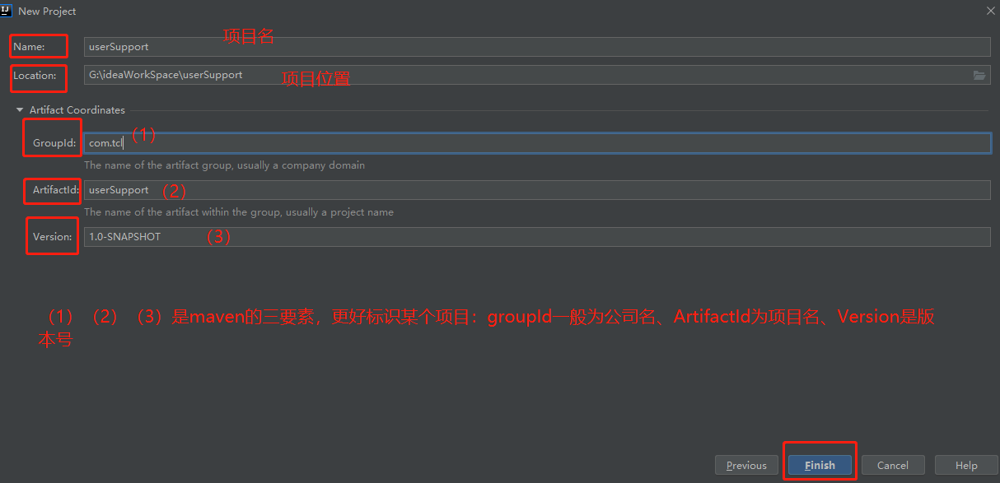 IJ New Project
项目名
Name: userSupport
Location: G:\ideaWorkSpace\userSupport 项目位置
Artifact Coordinates
GroupId: com.tcl （1）
The name of the artifact group, usually a company domain
ArtifactId: userSupport （2）
The name of the artifact within the group, usually a project name
Version: 1.0-SNAPSHOT （3）
（1）（2）（3）是maven的三要素，更好标识某个项目：groupId一般为公司名、ArtifactId为项目名、Version是版
本号
Previous Finish Cancel Help